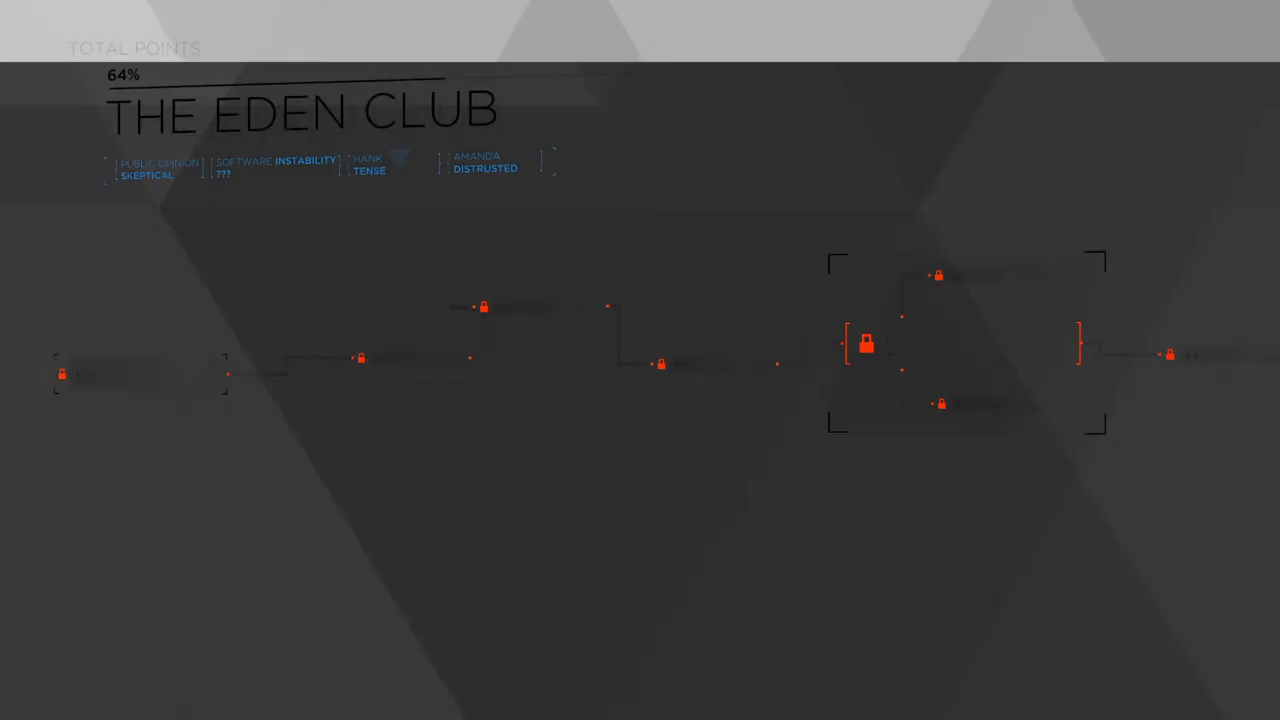 TOTAL POINTS
64%
THE EDEN CLUB
PUBLIC OPINION
SKEPTICAL
SOFTWARE INSTABILITY
???
HANK
TENSE
AMANDA
DISTRUSTED